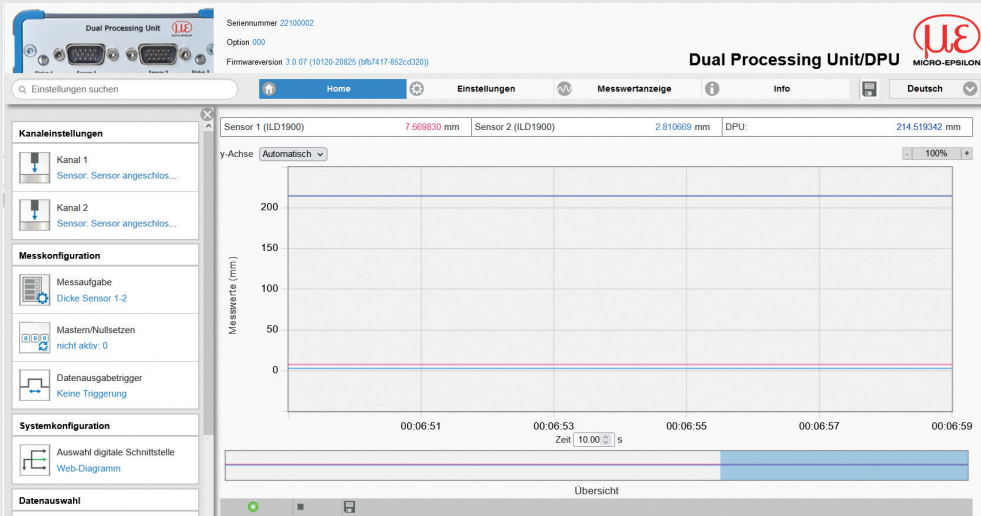 Dual Processing Unit
Seriennummer 22100002
Option 000
Firmwareversion 3.0.07 (10120-20825 (bfb7417-852cd320))
Dual Processing Unit/DPU
MICRO-EPSILON
Einstellungen suchen
Home
Einstellungen
Messwertanzeige
Info
Deutsch
Kanaleinstellungen
Kanal 1
Sensor: Sensor angeschlos...
Kanal 2
Sensor: Sensor angeschlos...
Messkonfiguration
Messaufgabe
Dicke Sensor 1-2
Mastern/Nullsetzen
nicht aktiv: 0
Datenausgabetrigger
Keine Triggerung
Systemkonfiguration
Auswahl digitale Schnittstelle
Web-Diagramm
Datenauswahl
Sensor 1 (ILD1900) 7.669830 mm
Sensor 2 (ILD1900) 2.810669 mm
DPU: 214.519342 mm
y-Achse Automatisch
- 100% +
Messwerte (mm)
200
150
100
50
0
00:06:51 00:06:53 00:06:55 00:06:57 00:06:59
Zeit 10.00 s
Übersicht